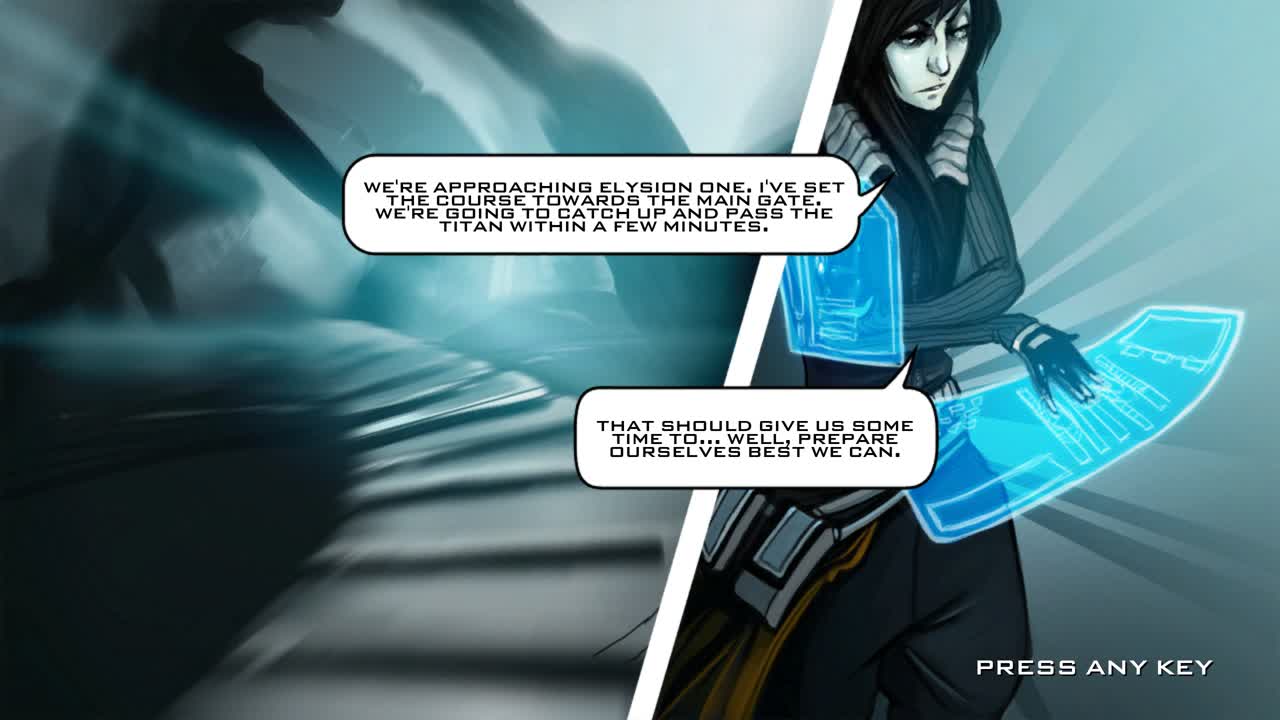 WE'RE APPROACHING ELYSION ONE. I'VE SET
THE COURSE TOWARDS THE MAIN GATE.
WE'RE GOING TO CATCH UP AND PASS THE
TITAN WITHIN A FEW MINUTES.
THAT SHOULD GIVE US SOME
TIME TO... WELL, PREPARE
OURSELVES BEST WE CAN.
PRESS ANY KEY